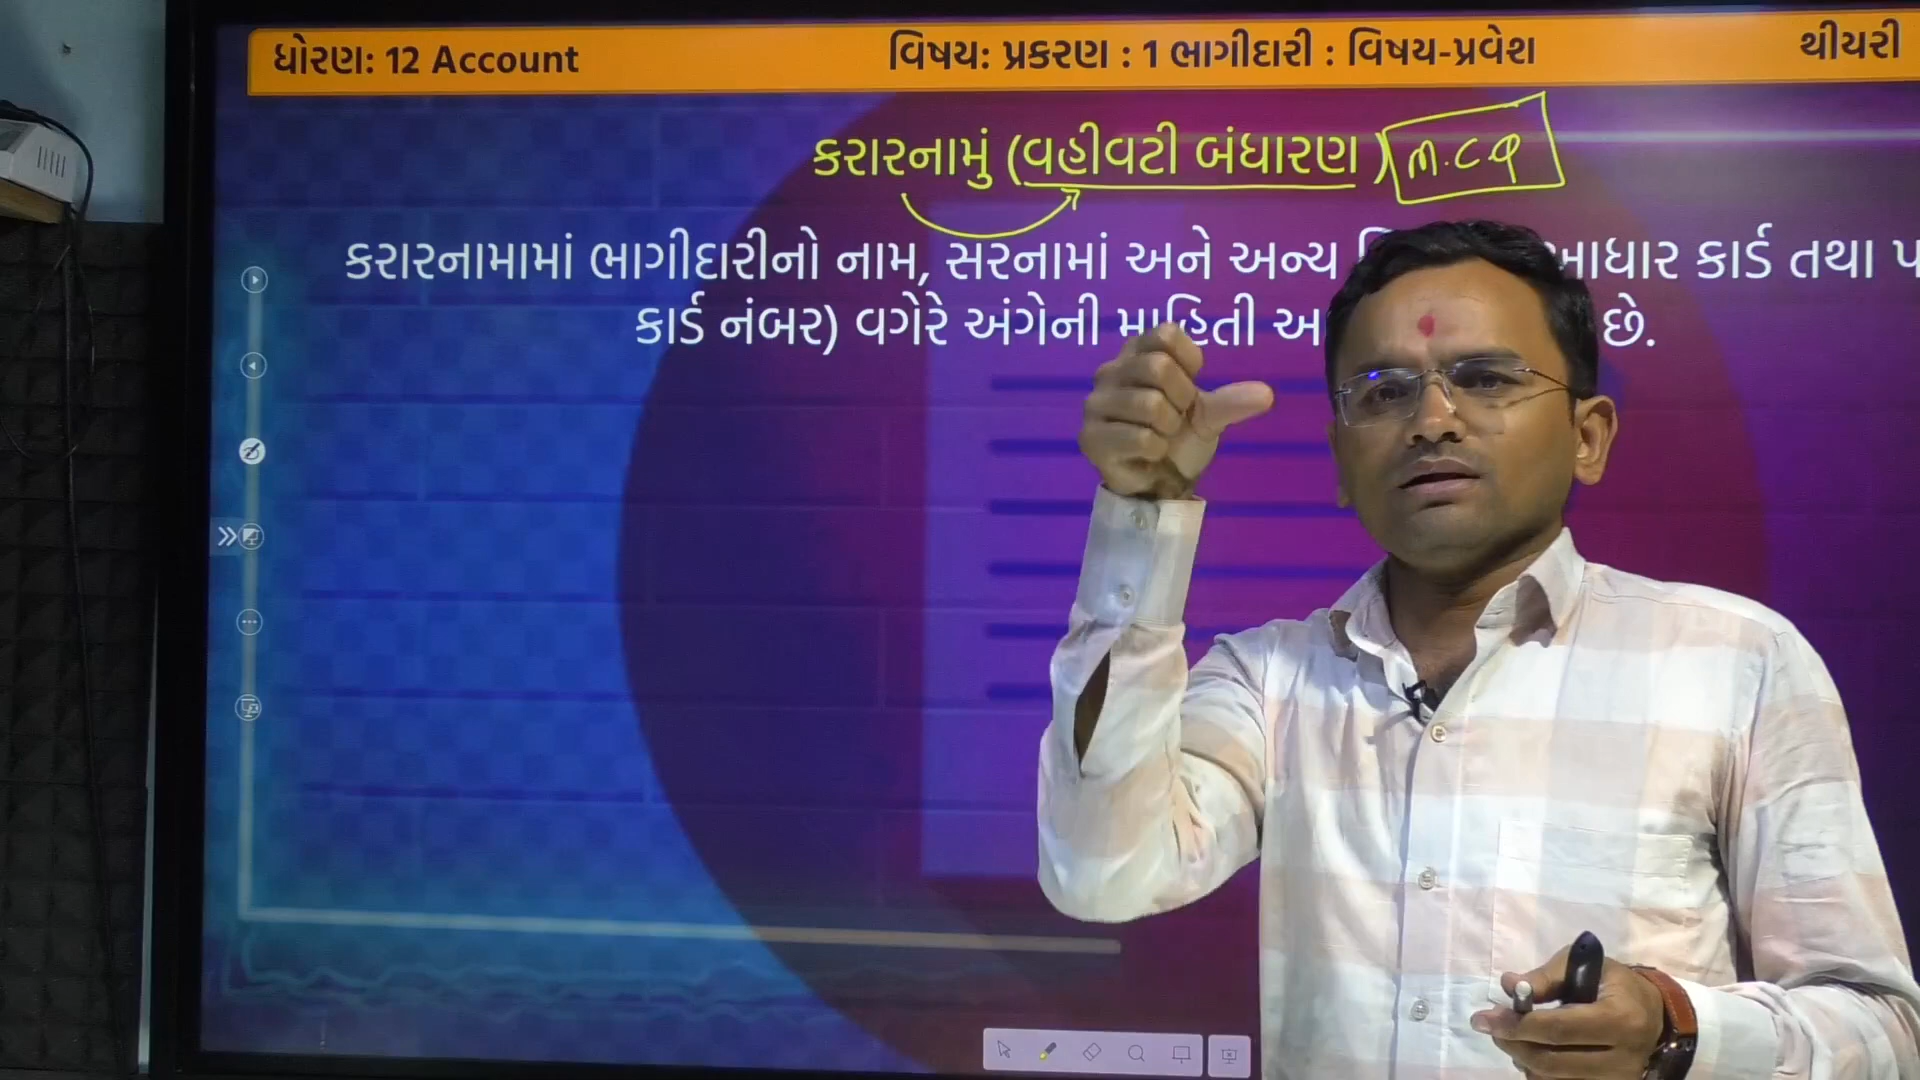 ધોરણ: 12 Account વિષય: પ્રકરણ : 1 ભાગીદારી : વિષય-પ્રવેશ થીયરી
કરારનામું (વહીવટી બંધારણ ) M.C.Q
કરારનામામાં ભાગીદારીનો નામ, સરનામાં અને અન્ય આધાર કાર્ડ તથા
કાર્ડ નંબર) વગેરે અંગેની માહિતી છે.